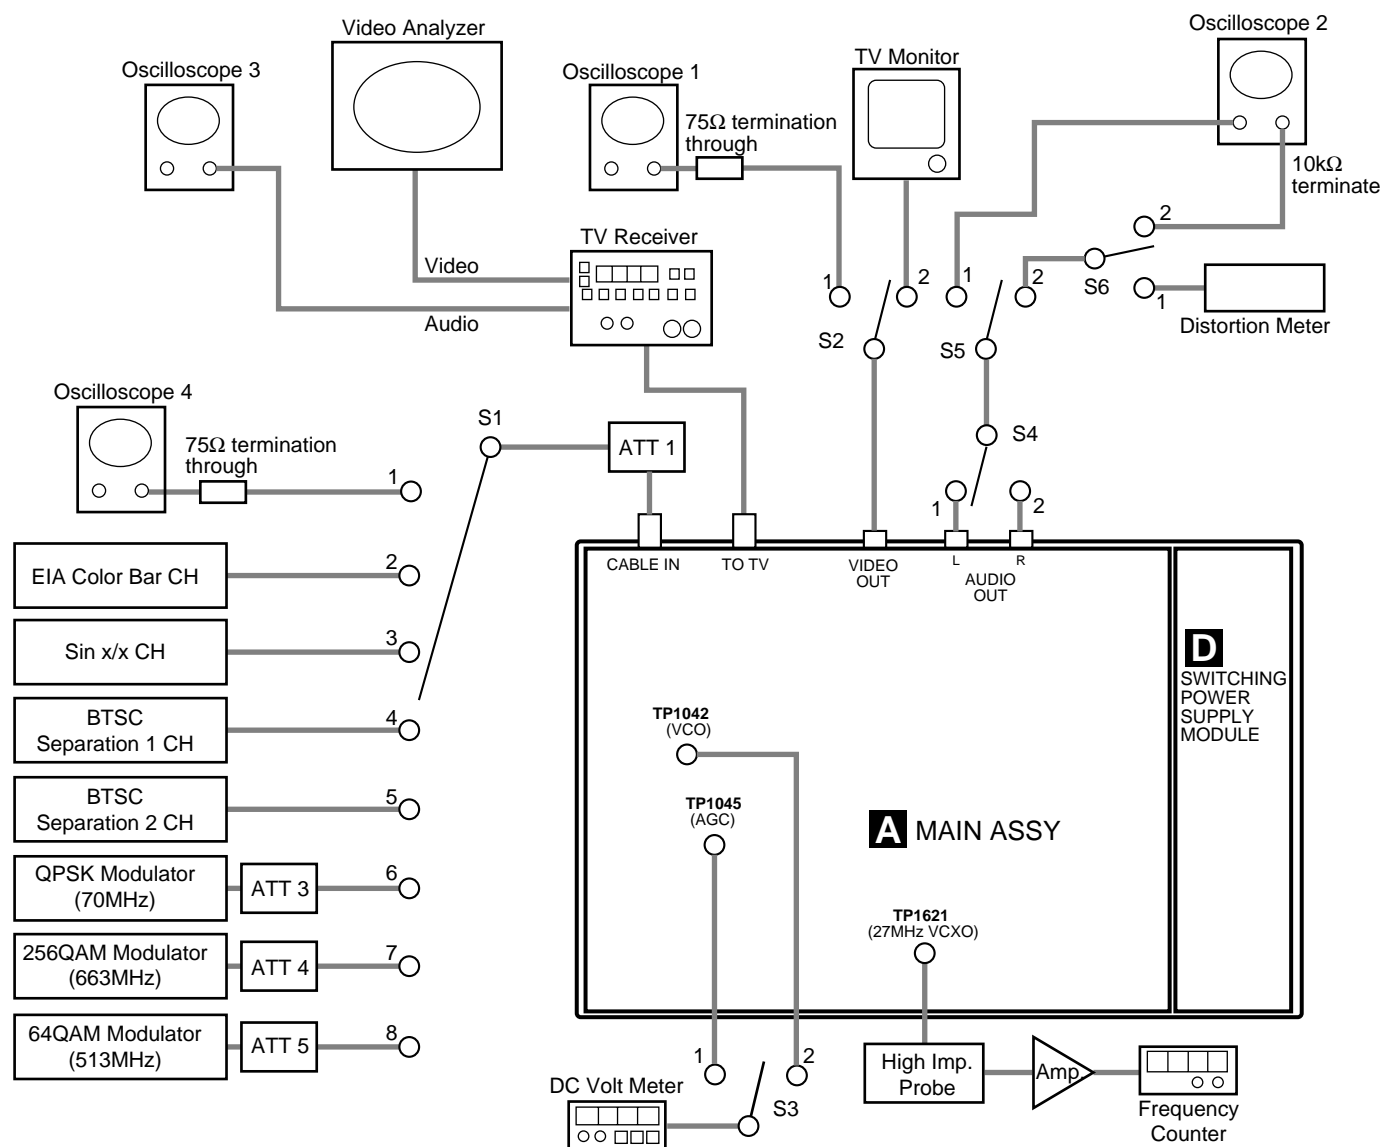 Video Analyzer
Oscilloscope 2
Oscilloscope 3
Oscilloscope 1
TV Monitor
75Ω termination
through
10kΩ
terminate
TV Receiver
Video
Audio
1
2
S2
1
2
S5
2
S6
1
Distortion Meter
Oscilloscope 4
75Ω termination
through
S1
ATT 1
S4
1
2
1
EIA Color Bar CH
2
Sin x/x CH
3
BTSC
Separation 1 CH
4
BTSC
Separation 2 CH
5
QPSK Modulator
(70MHz)
ATT 3
6
256QAM Modulator
(663MHz)
ATT 4
7
64QAM Modulator
(513MHz)
ATT 5
8
CABLE IN
TO TV
VIDEO
OUT
L
R
AUDIO
OUT
D
SWITCHING
POWER
SUPPLY
MODULE
TP1042
(VCO)
TP1045
(AGC)
A MAIN ASSY
TP1621
(27MHz VCXO)
1
2
S3
DC Volt Meter
High Imp.
Probe
Amp
Frequency
Counter